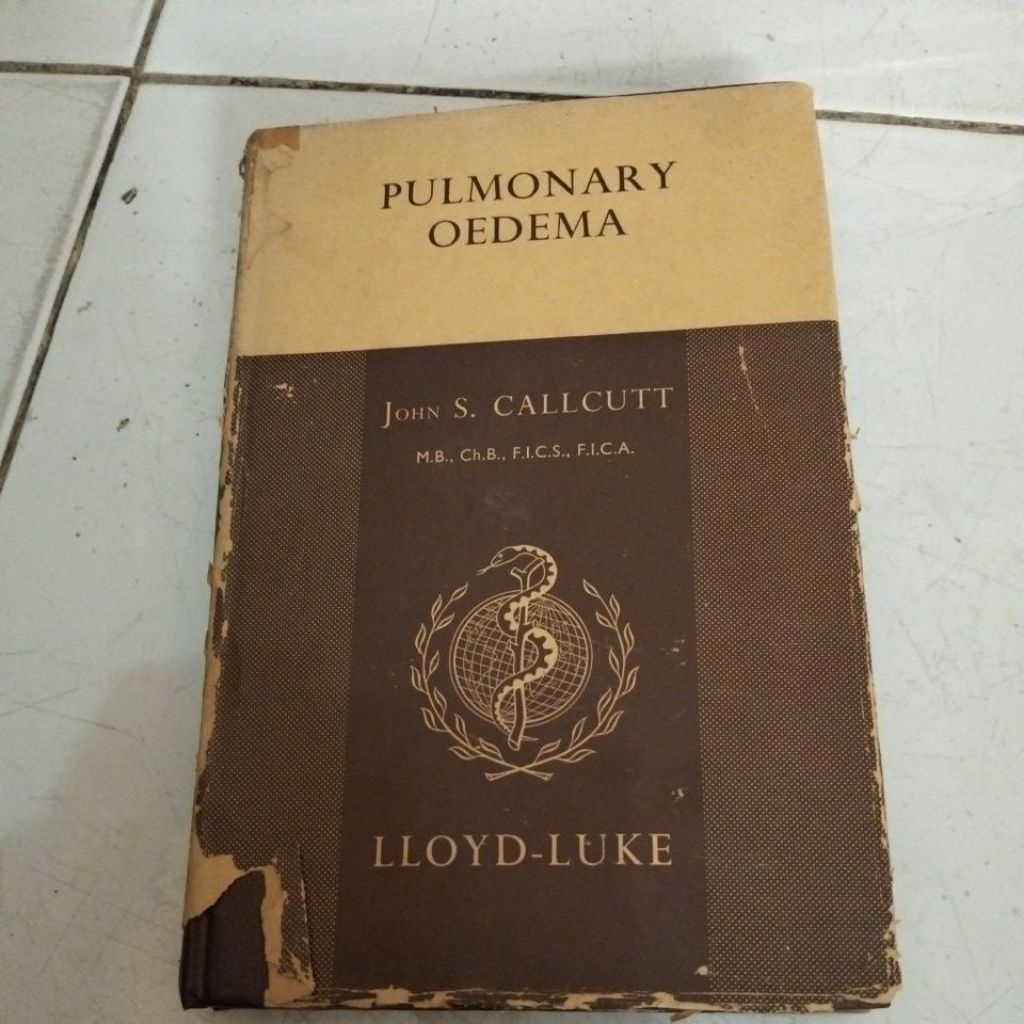 PULMONARY
OEDEMA
JOHN S. CALLCUTT
M.B., Ch.B., F.I.C.S., F.I.C.A.
LLOYD-LUKE